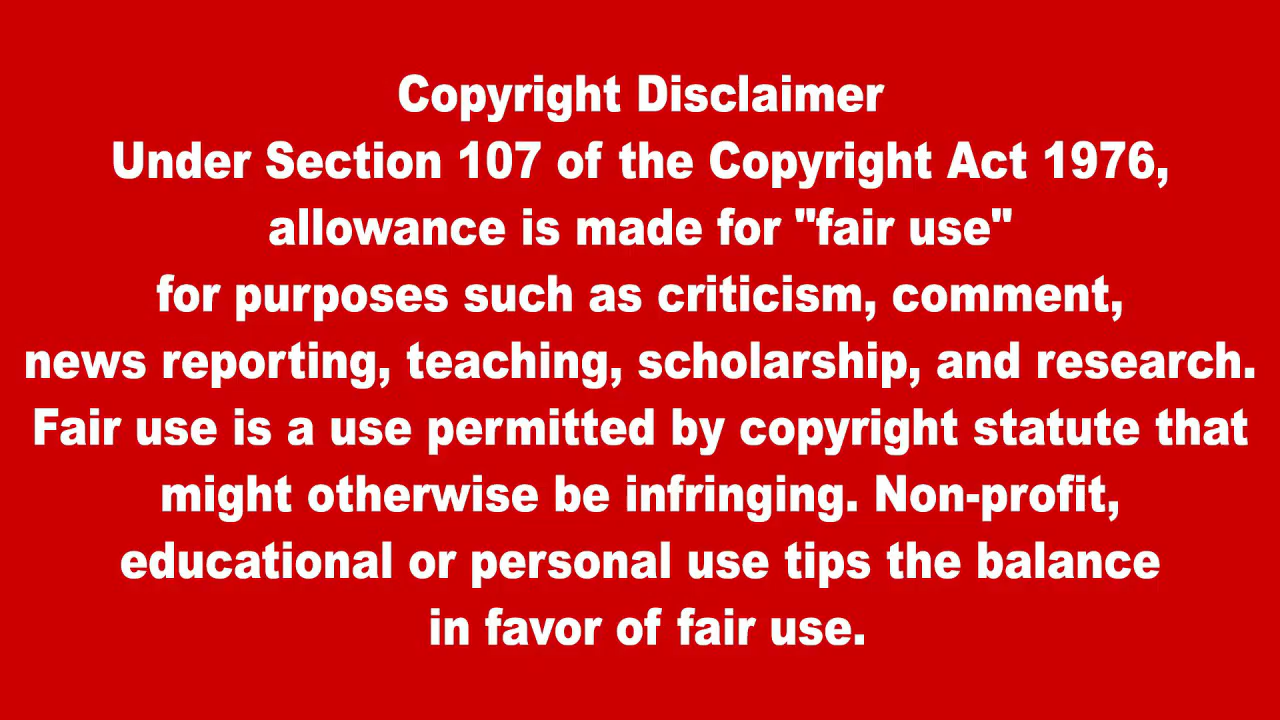 Copyright Disclaimer
Under Section 107 of the Copyright Act 1976,
allowance is made for "fair use"
for purposes such as criticism, comment,
news reporting, teaching, scholarship, and research.
Fair use is a use permitted by copyright statute that
might otherwise be infringing. Non-profit,
educational or personal use tips the balance
in favor of fair use.